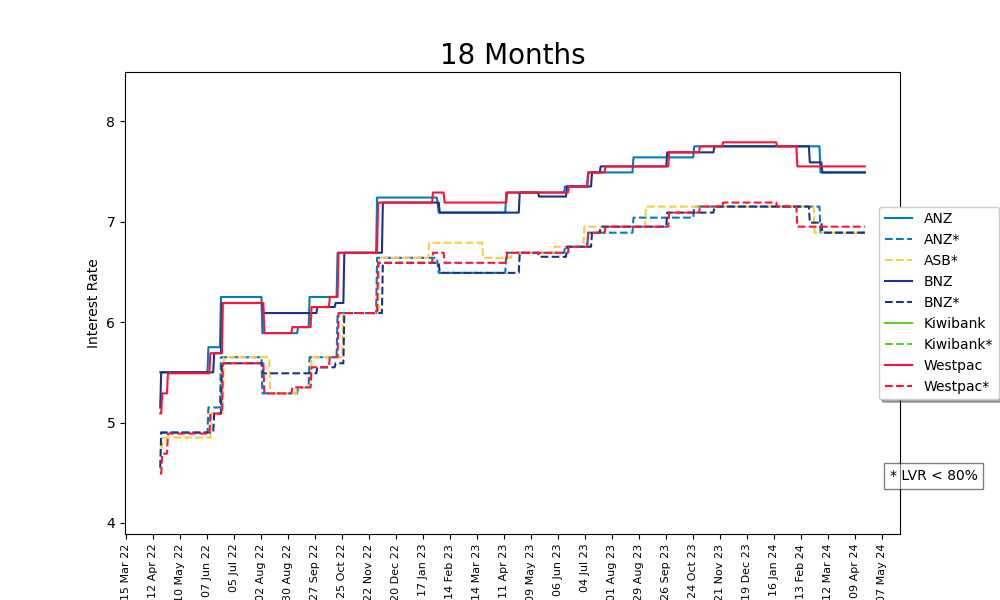 18 Months
Interest Rate
8
7
6
5
4
15 Mar 22
12 Apr 22
10 May 22
07 Jun 22
05 Jul 22
02 Aug 22
30 Aug 22
27 Sep 22
25 Oct 22
22 Nov 22
20 Dec 22
17 Jan 23
14 Feb 23
14 Mar 23
11 Apr 23
09 May 23
06 Jun 23
04 Jul 23
01 Aug 23
29 Aug 23
26 Sep 23
24 Oct 23
21 Nov 23
19 Dec 23
16 Jan 24
13 Feb 24
12 Mar 24
09 Apr 24
07 May 24
ANZ
ANZ*
ASB*
BNZ
BNZ*
Kiwibank
Kiwibank*
Westpac
Westpac*
* LVR < 80%